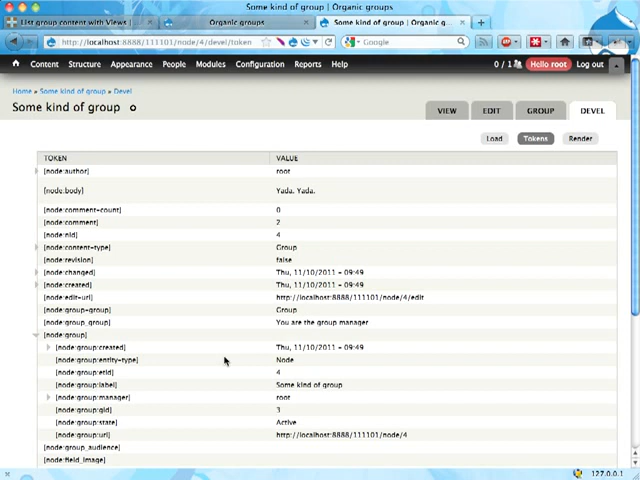 Some kind of group | Organic groups
List group content with Views | ...
Organic groups
Some kind of group | Organic g...
http://localhost:8888/111101/node/4/devel/token
Google
Content Structure Appearance People Modules Configuration Reports Help
0 / 1 Hello root Log out
Home » Some kind of group » Devel
Some kind of group
VIEW EDIT GROUP DEVEL
Load Tokens Render
TOKEN VALUE
[node:author] root
[node:body] Yada. Yada.
[node:comment-count] 0
[node:comment] 2
[node:nid] 4
[node:content-type] Group
[node:revision] false
[node:changed] Thu, 11/10/2011 - 09:49
[node:created] Thu, 11/10/2011 - 09:49
[node:edit-url] http://localhost:8888/111101/node/4/edit
[node:group-group] Group
[node:group_group] You are the group manager
[node:group]
[node:group:created] Thu, 11/10/2011 - 09:49
[node:group:entity-type] Node
[node:group:etid] 4
[node:group:label] Some kind of group
[node:group:manager] root
[node:group:gid] 3
[node:group:state] Active
[node:group:url] http://localhost:8888/111101/node/4
[node:group_audience]
[node:field_image]
127.0.0.1